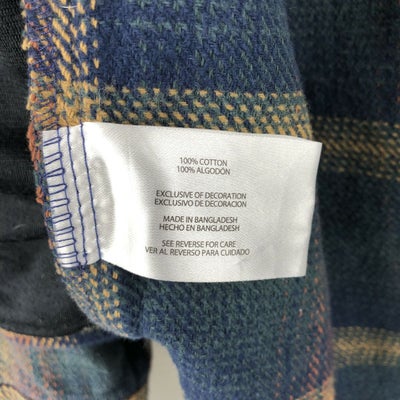 100% COTTON
100% ALGODÓN
EXCLUSIVE OF DECORATION
EXCLUSIVO DE DECORACION
MADE IN BANGLADESH
HECHO EN BANGLADESH
SEE REVERSE FOR CARE
VER AL REVERSO PARA CUIDADO